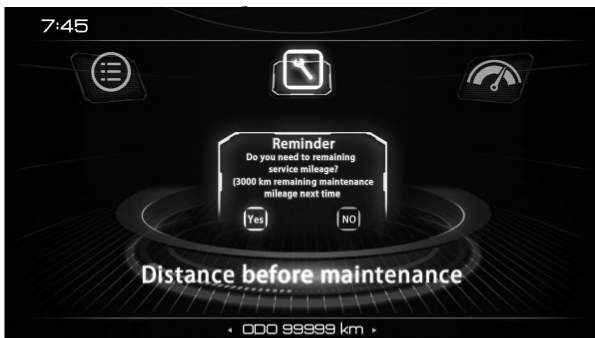 7:45
Reminder
Do you need to remaining
service mileage?
(3000 km remaining maintenance
mileage next time
Yes
NO
Distance before maintenance
ODO 99999 km